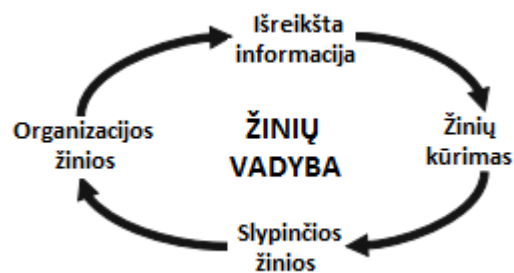 Išreikšta
informacija
Organizacijos
žinios
ŽINIŲ
VADYBA
Žinių
kūrimas
Slypinčios
žinios